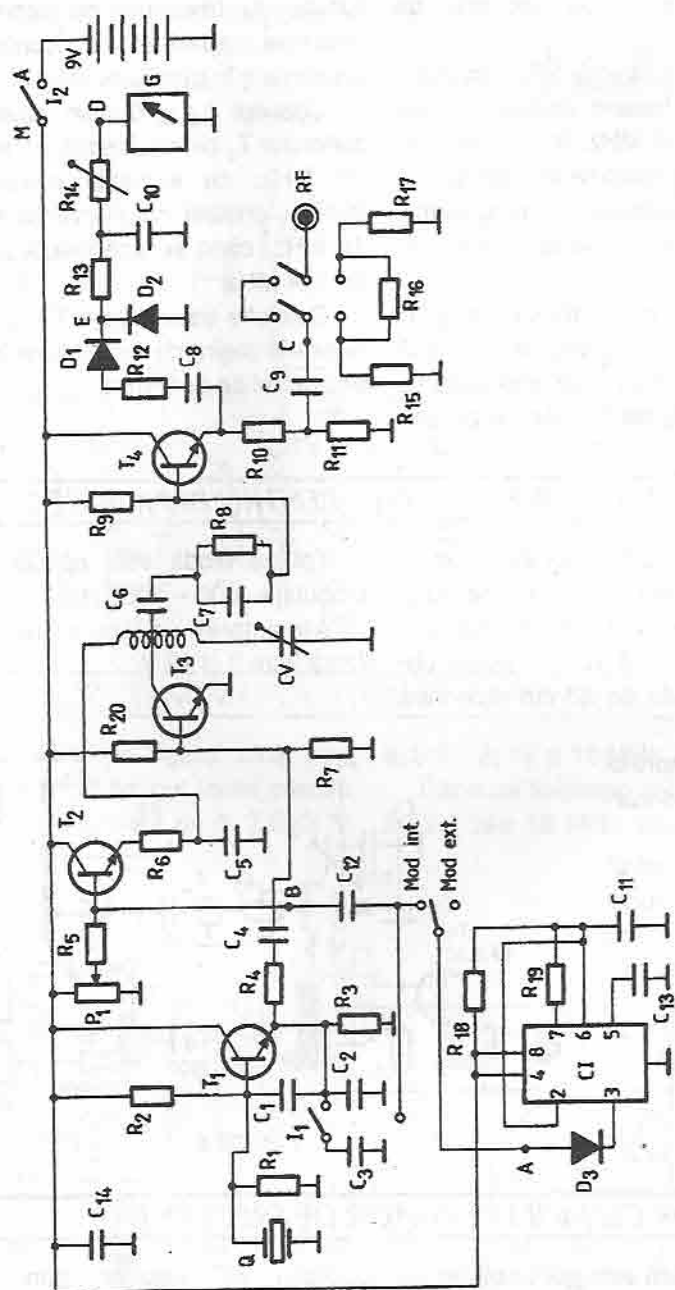 C14
P1
R5
T2
9V
M
A
I2
R2
R6
R20
R9
T4
D1
E
R13
R14
D
G
D2
C10
R12
C8
T1
C5
T3
C6
R8
C7
R10
C9
C
RF
Q
R1
C1
R4
C4
B
R7
CV
R11
I1
C3
C2
R3
C12
R15
R16
R17
Mod int.
Mod ext.
R18
A
D3
2
4
8
7
R19
CI
6
3
5
C13
C11